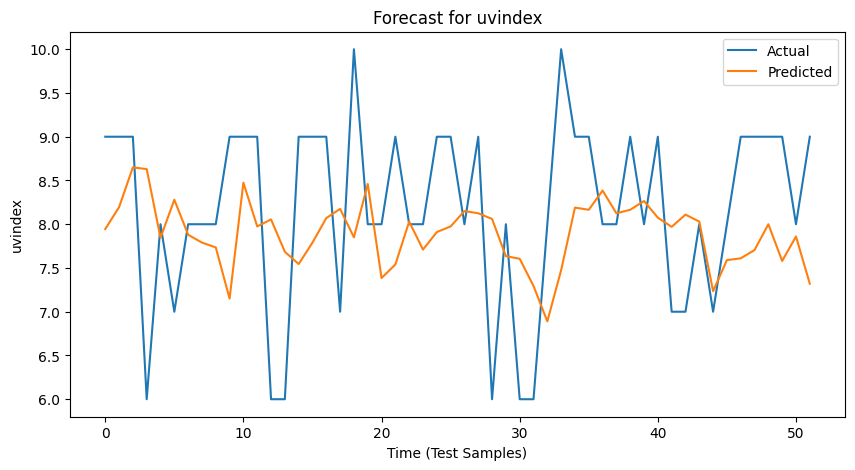 Forecast for uvindex
Actual
Predicted
10.0
9.5
9.0
8.5
8.0
7.5
7.0
6.5
6.0
uvindex
0 10 20 30 40 50
Time (Test Samples)